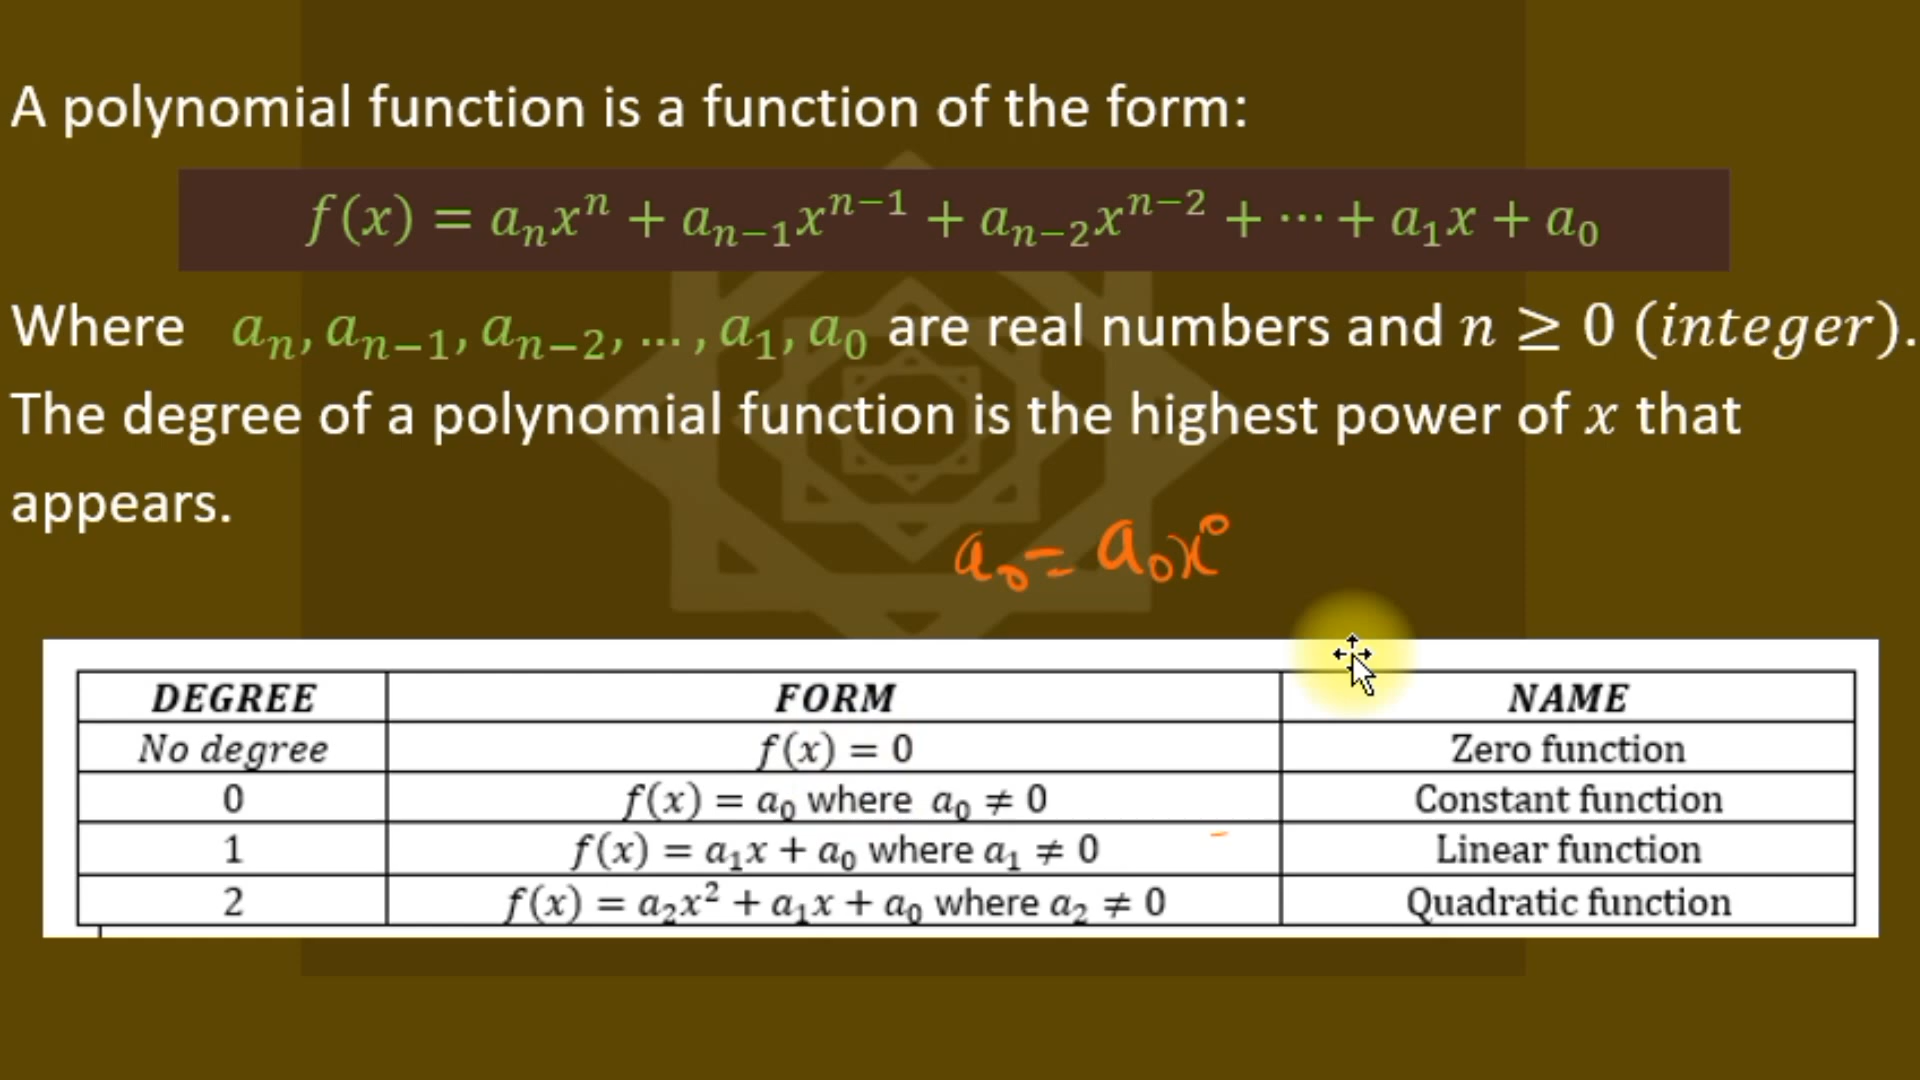 A polynomial function is a function of the form:
f(x) = aₙxⁿ + aₙ₋₁xⁿ⁻¹ + aₙ₋₂xⁿ⁻² + ⋯ + a₁x + a₀
Where aₙ, aₙ₋₁, aₙ₋₂, … , a₁, a₀ are real numbers and n ≥ 0 (integer).
The degree of a polynomial function is the highest power of x that
appears.
a₀ = a₀x⁰
DEGREE FORM NAME
No degree f(x) = 0 Zero function
0 f(x) = a₀ where a₀ ≠ 0 Constant function
1 f(x) = a₁x + a₀ where a₁ ≠ 0 Linear function
2 f(x) = a₂x² + a₁x + a₀ where a₂ ≠ 0 Quadratic function